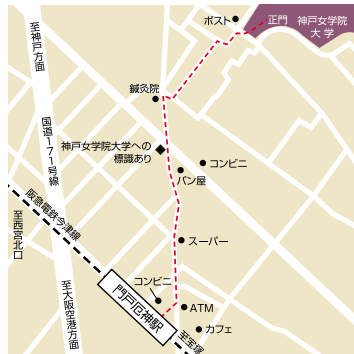 ポスト
正門
神戸女学院
大学
至神戸方面
鍼灸院
国道171号線
神戸女学院大学への
標識あり
コンビニ
パン屋
阪急電鉄今津線
至西宮北口
スーパー
至大阪空港方面
コンビニ
門戸厄神駅
ATM
カフェ
至宝塚